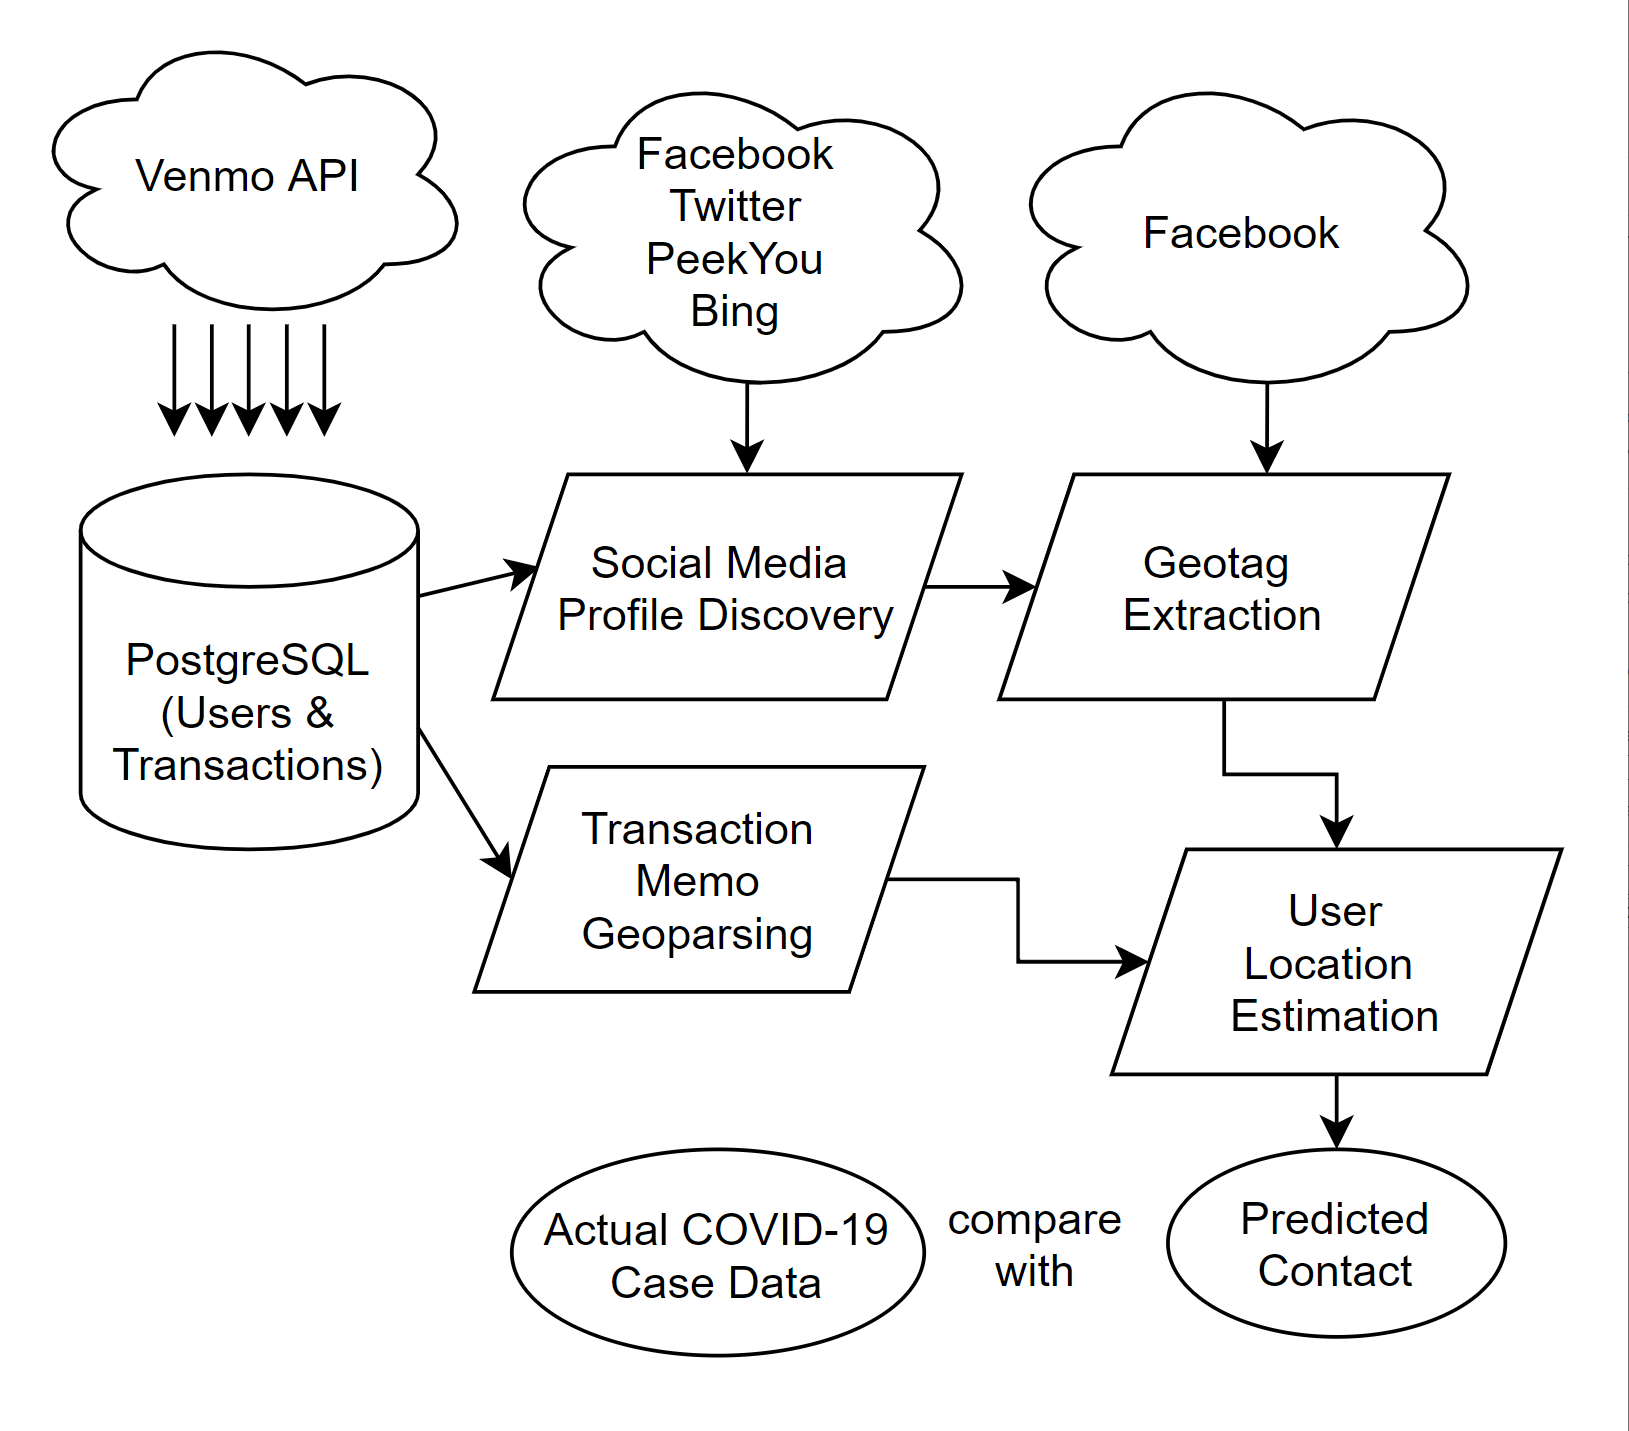 Venmo API
Facebook
Twitter
PeekYou
Bing
Facebook
PostgreSQL
(Users &
Transactions)
Social Media
Profile Discovery
Geotag
Extraction
Transaction
Memo
Geoparsing
User
Location
Estimation
Actual COVID-19
Case Data
compare
with
Predicted
Contact